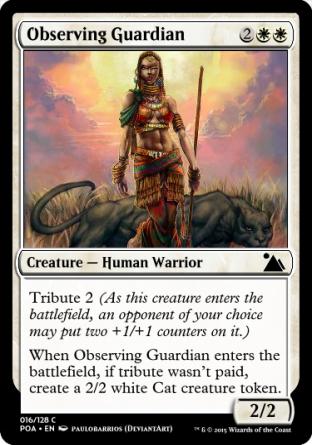 Observing Guardian 2
Creature — Human Warrior
Tribute 2 (As this creature enters the
battlefield, an opponent of your choice
may put two +1/+1 counters on it.)
When Observing Guardian enters the
battlefield, if tribute wasn't paid,
create a 2/2 white Cat creature token.
2/2
016/128 C
POA • EN PAULOBARRIOS (DEVIANTART)
™ & © 2015 Wizards of the Coast